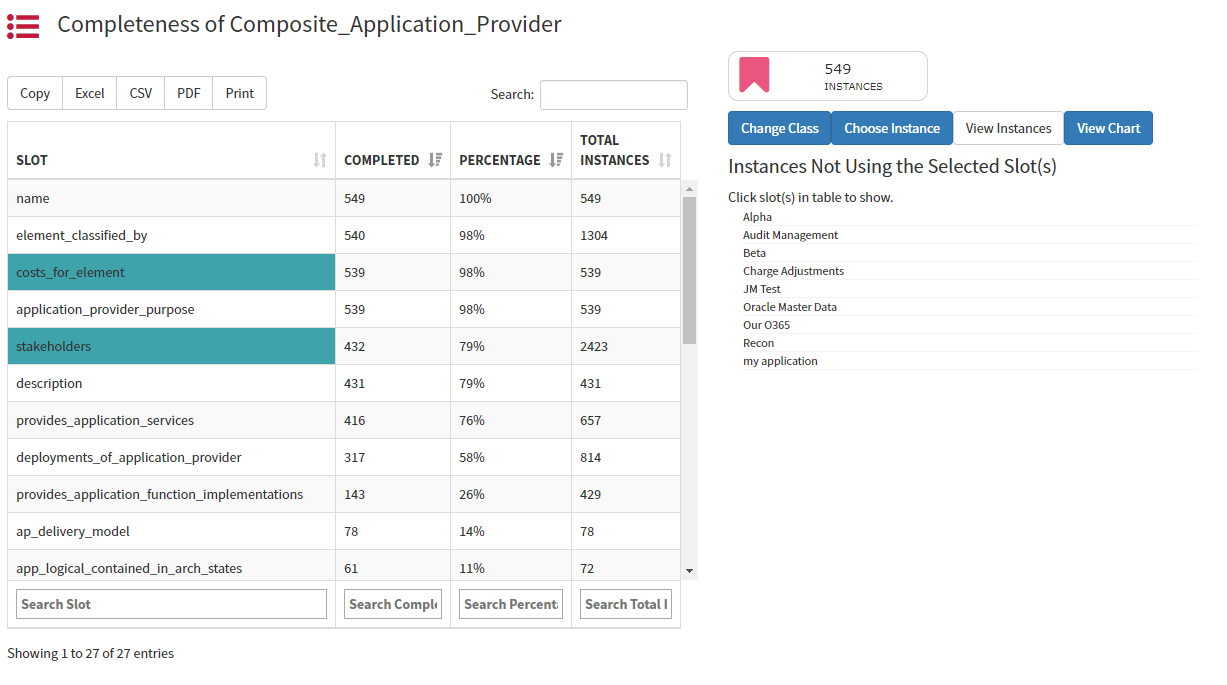 Completeness of Composite_Application_Provider
Copy Excel CSV PDF Print
Search:
SLOT COMPLETED PERCENTAGE TOTAL INSTANCES
name 549 100% 549
element_classified_by 540 98% 1304
costs_for_element 539 98% 539
application_provider_purpose 539 98% 539
stakeholders 432 79% 2423
description 431 79% 431
provides_application_services 416 76% 657
deployments_of_application_provider 317 58% 814
provides_application_function_implementations 143 26% 429
ap_delivery_model 78 14% 78
app_logical_contained_in_arch_states 61 11% 72
Search Slot Search Comple Search Percent Search Total I
Showing 1 to 27 of 27 entries
549
INSTANCES
Change Class Choose Instance View Instances View Chart
Instances Not Using the Selected Slot(s)
Click slot(s) in table to show.
Alpha
Audit Management
Beta
Charge Adjustments
JM Test
Oracle Master Data
Our O365
Recon
my application